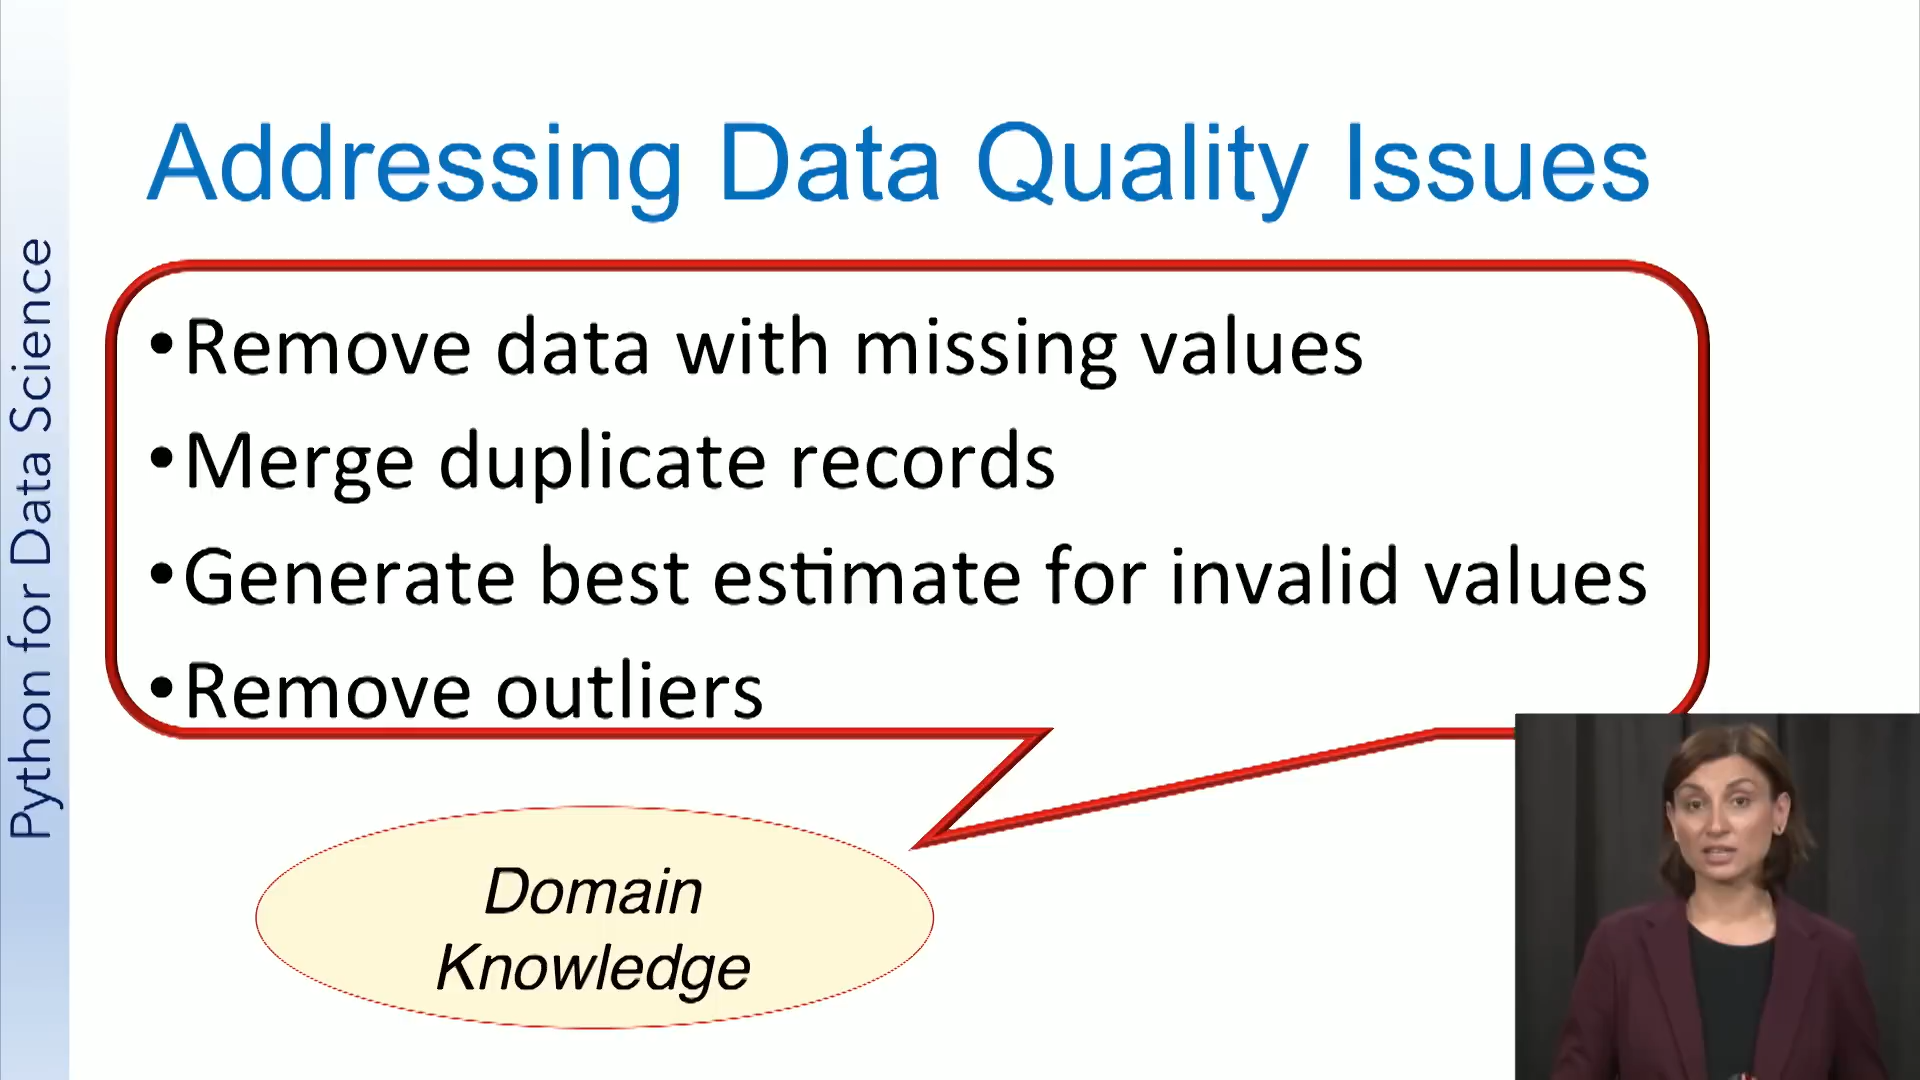 Addressing Data Quality Issues
•Remove data with missing values
•Merge duplicate records
•Generate best estimate for invalid values
•Remove outliers
Domain
Knowledge
Python for Data Science